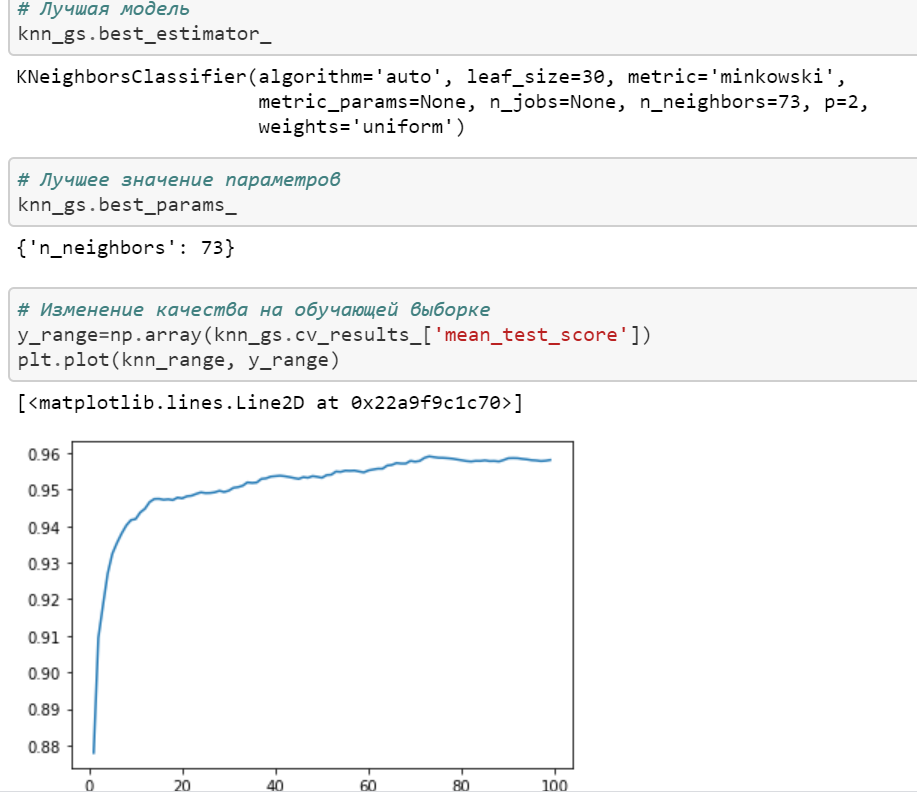 # Лучшая модель
knn_gs.best_estimator_
KNeighborsClassifier(algorithm='auto', leaf_size=30, metric='minkowski',
metric_params=None, n_jobs=None, n_neighbors=73, p=2,
weights='uniform')
# Лучшее значение параметров
knn_gs.best_params_
{'n_neighbors': 73}
# Изменение качества на обучающей выборке
y_range=np.array(knn_gs.cv_results_['mean_test_score'])
plt.plot(knn_range, y_range)
[<matplotlib.lines.Line2D at 0x22a9f9c1c70>]
0.96
0.95
0.94
0.93
0.92
0.91
0.90
0.89
0.88
0 20 40 60 80 100